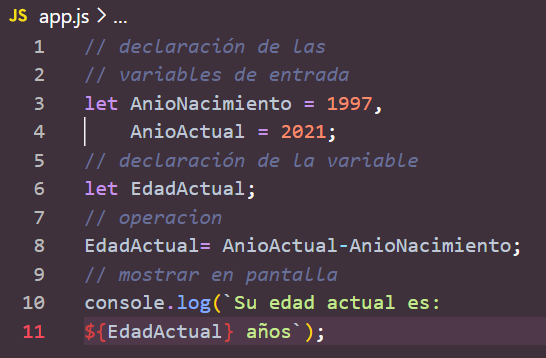 JS app.js > ...
1 // declaración de las
2 // variables de entrada
3 let AnioNacimiento = 1997,
4 AnioActual = 2021;
5 // declaración de la variable
6 let EdadActual;
7 // operacion
8 EdadActual= AnioActual-AnioNacimiento;
9 // mostrar en pantalla
10 console.log(`Su edad actual es:
11 ${EdadActual} años`);